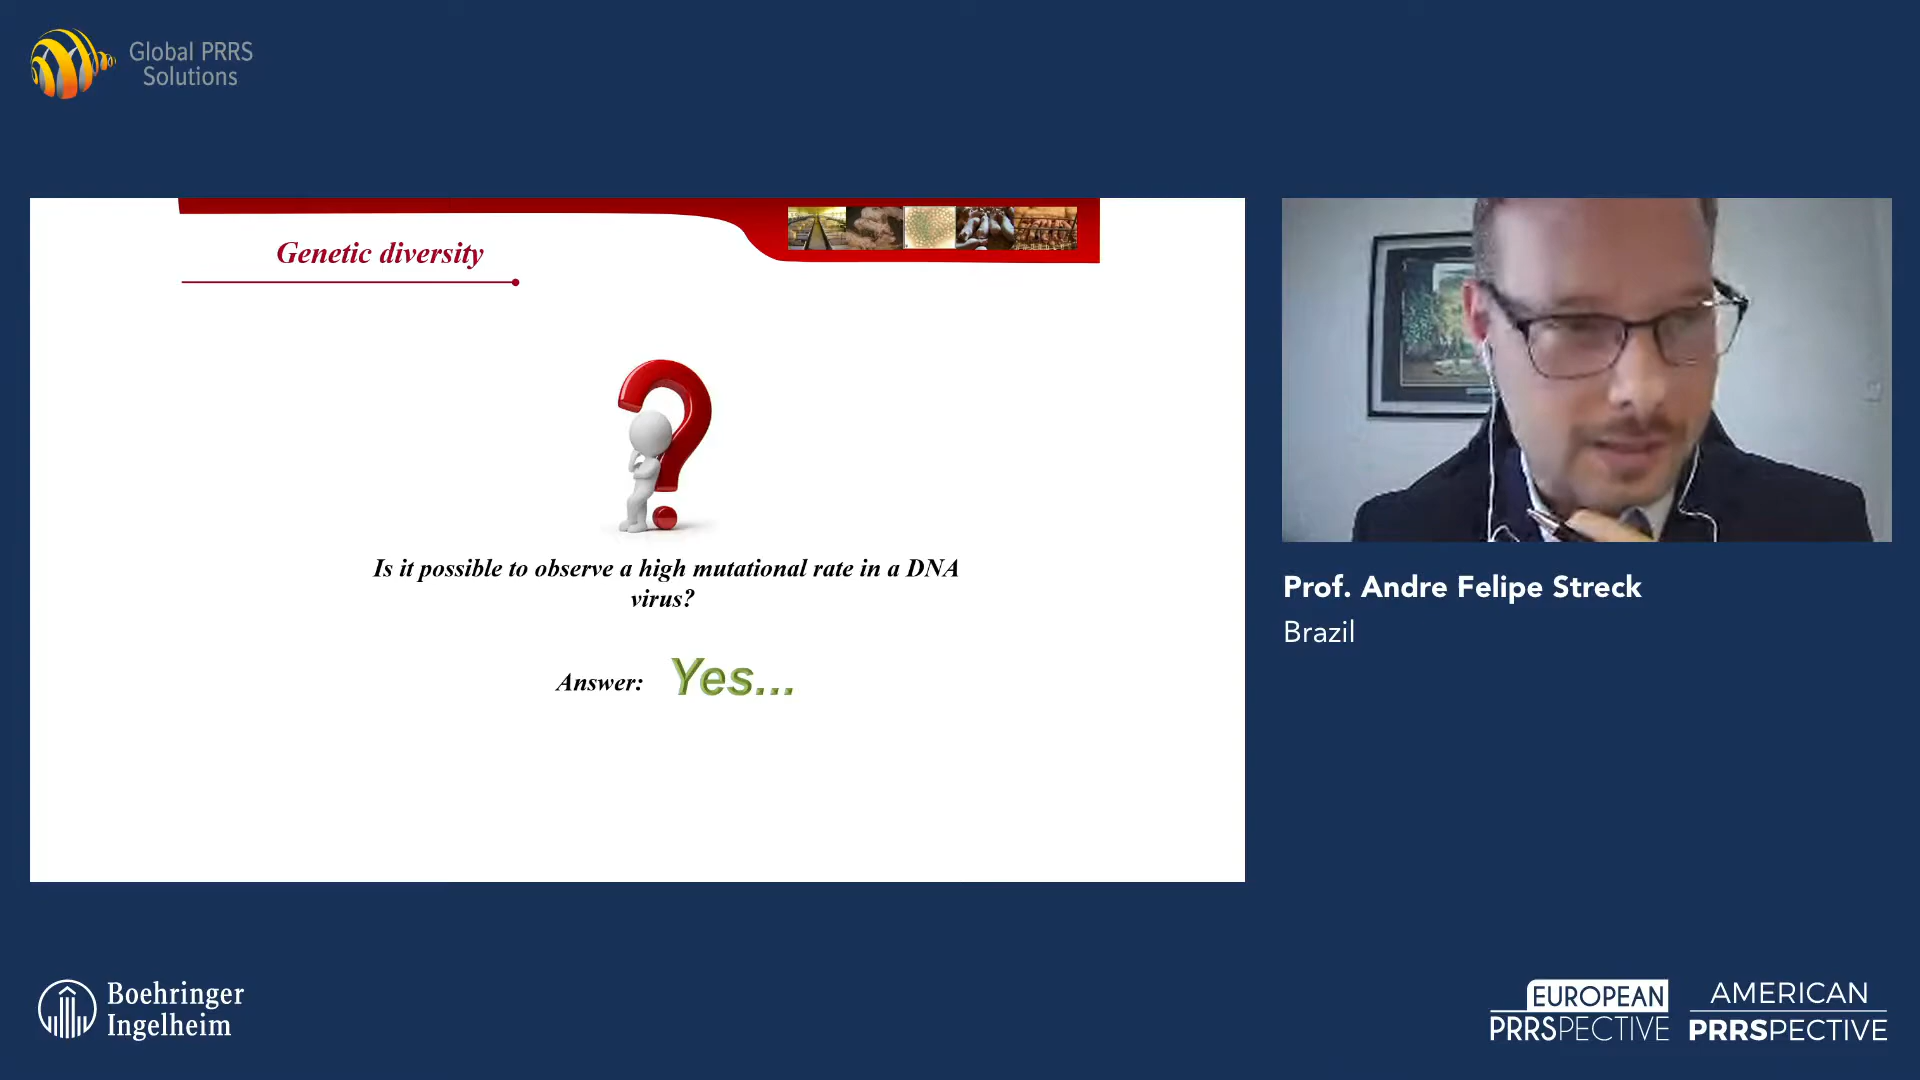 Global PRRS
Solutions
Genetic diversity
Is it possible to observe a high mutational rate in a DNA
virus?
Answer: Yes...
Prof. Andre Felipe Streck
Brazil
Boehringer
Ingelheim
EUROPEAN
PRRSPECTIVE
AMERICAN
PRRSPECTIVE